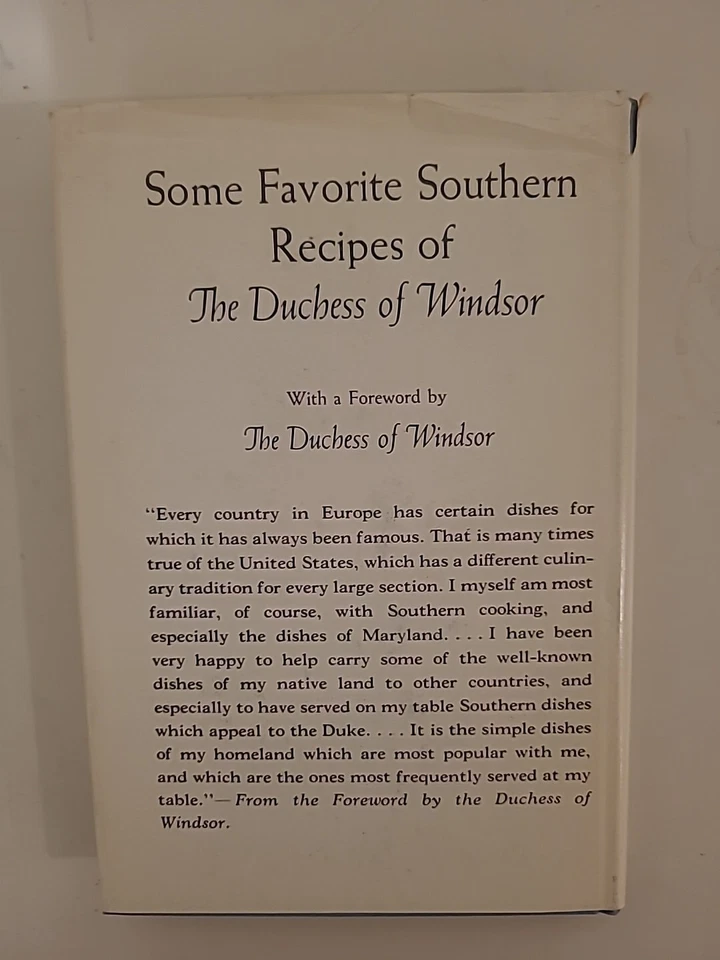 Some Favorite Southern
Recipes of
The Duchess of Windsor
With a Foreword by
The Duchess of Windsor
“Every country in Europe has certain dishes for
which it has always been famous. That is many times
true of the United States, which has a different culin-
ary tradition for every large section. I myself am most
familiar, of course, with Southern cooking, and
especially the dishes of Maryland. . . . I have been
very happy to help carry some of the well-known
dishes of my native land to other countries, and
especially to have served on my table Southern dishes
which appeal to the Duke. . . . It is the simple dishes
of my homeland which are most popular with me,
and which are the ones most frequently served at my
table.”—From the Foreword by the Duchess of
Windsor.